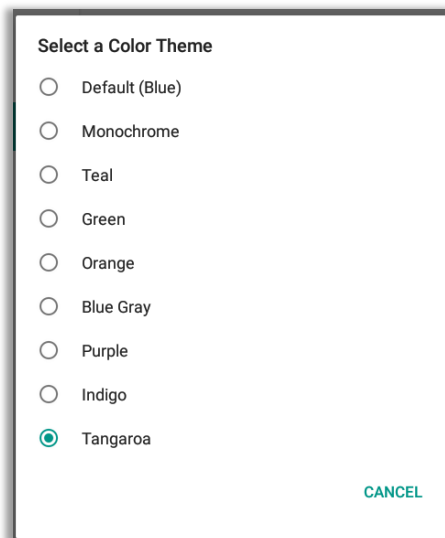 Select a Color Theme
Default (Blue)
Monochrome
Teal
Green
Orange
Blue Gray
Purple
Indigo
Tangaroa
CANCEL